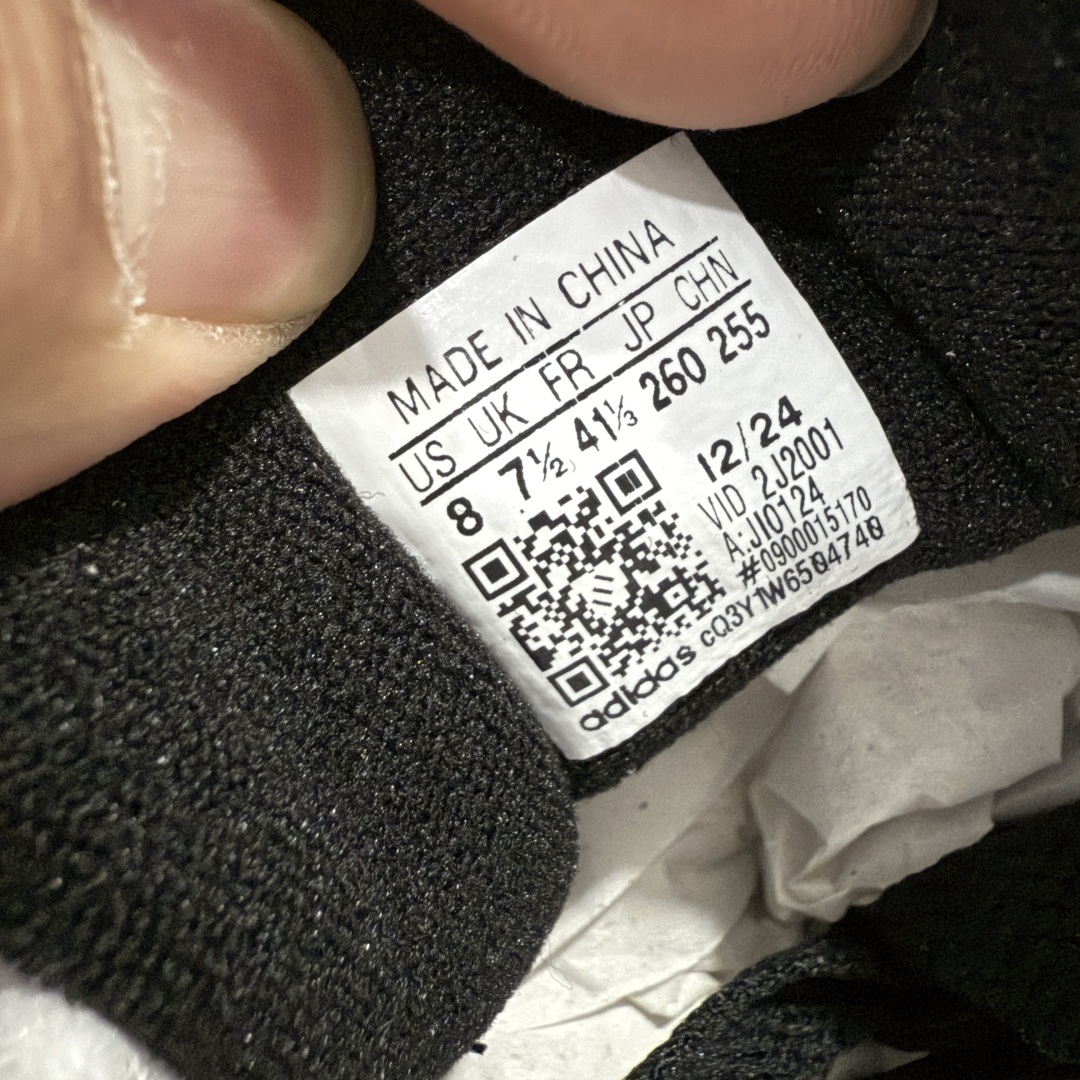 MADE IN CHINA
US UK FR JP CHN
8 7½ 41⅓ 260 255
12/24
VID 2J2001
A:JI0124
#0900015170
cQ3Y1W6504740
adidas